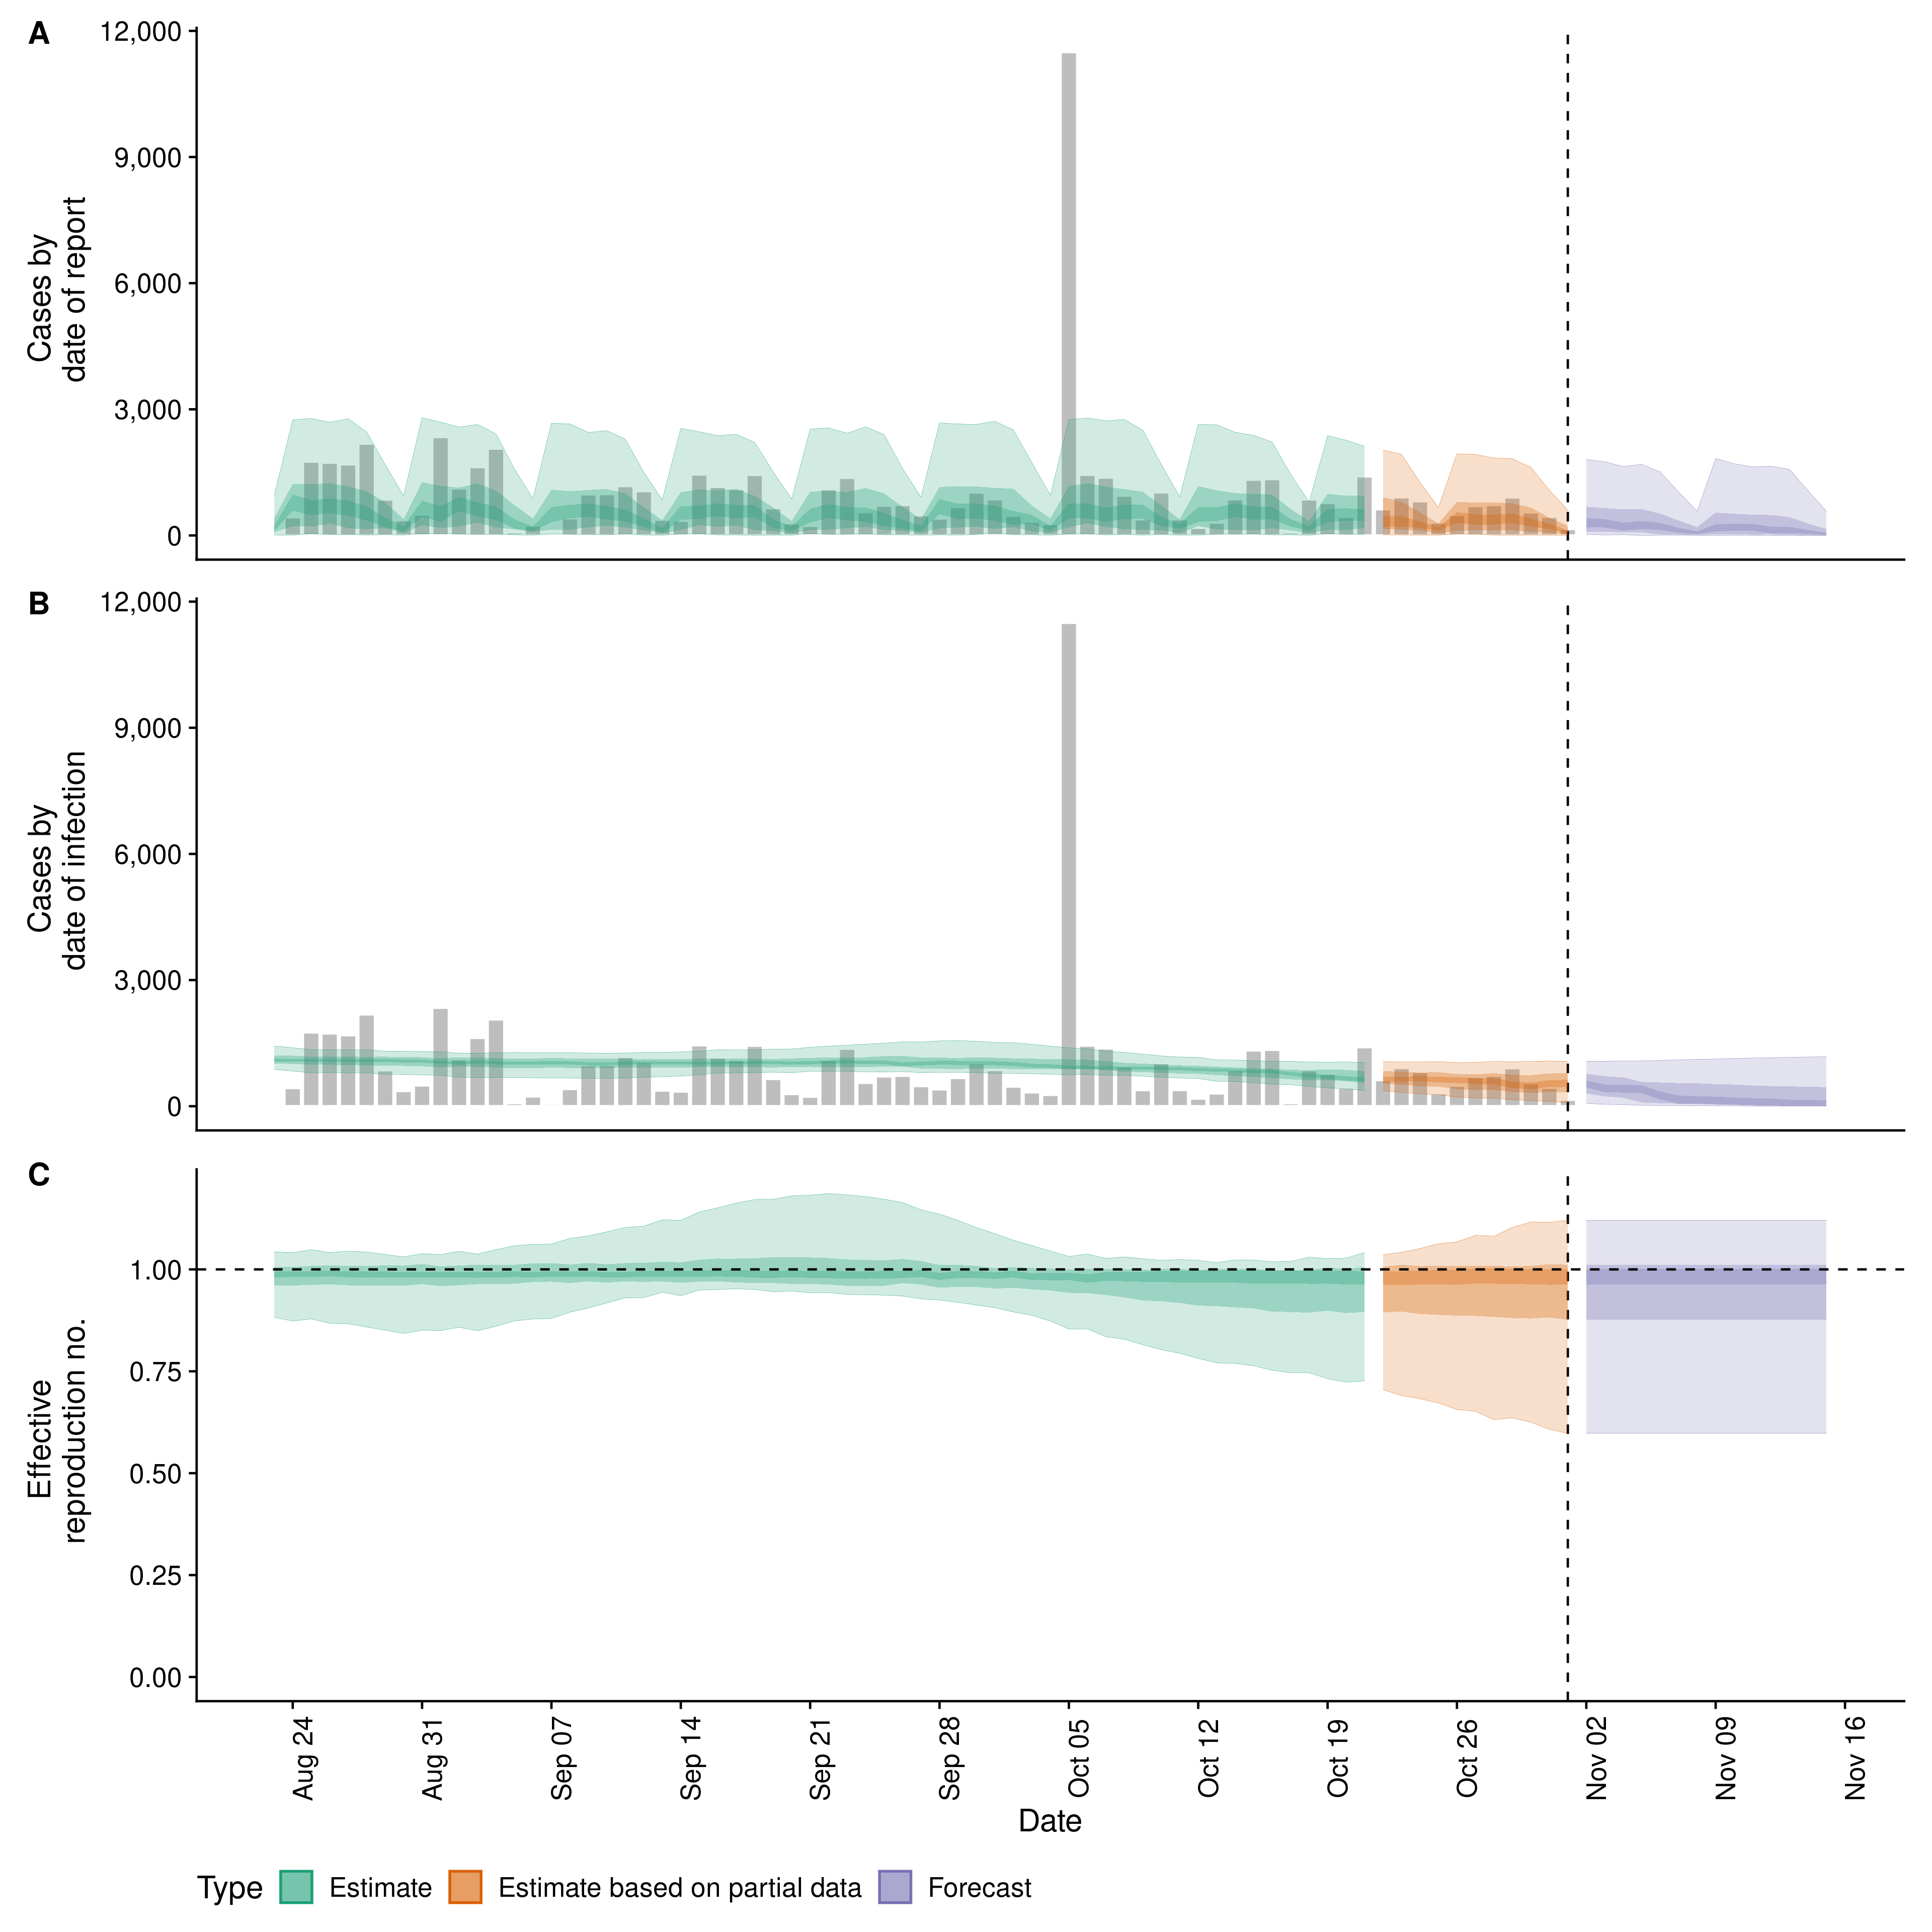 A
12,000
9,000
6,000
3,000
0
Cases by
date of report
B
12,000
9,000
6,000
3,000
0
Cases by
date of infection
C
1.00
0.75
0.50
0.25
0.00
Effective
reproduction no.
Aug 24
Aug 31
Sep 07
Sep 14
Sep 21
Sep 28
Oct 05
Oct 12
Oct 19
Oct 26
Nov 02
Nov 09
Nov 16
Date
Type Estimate Estimate based on partial data Forecast